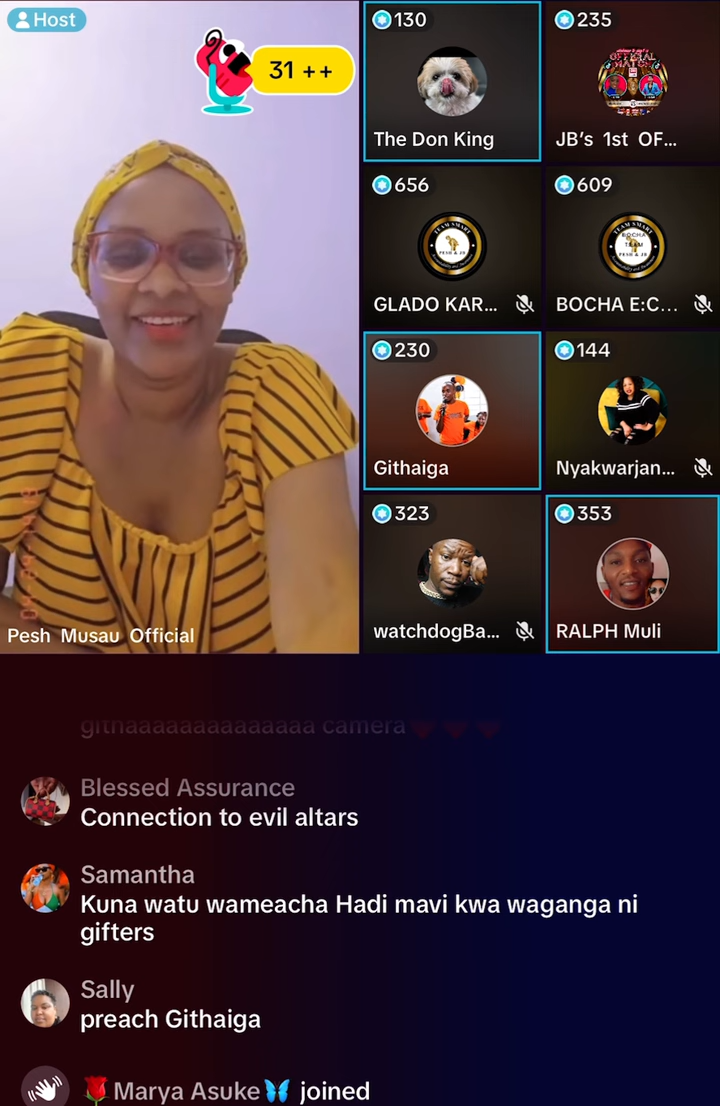 Host
31 ++
130
The Don King
235
JB's 1st OF...
656
GLADO KAR...
609
BOCHA E:C...
230
Githaiga
144
Nyakwarjan...
323
watchdogBa...
353
RALPH Muli
Pesh Musau Official
githaaaaaaaaaaaaaa camera❤️ ❤️ ❤️
Blessed Assurance
Connection to evil altars
Samantha
Kuna watu wameacha Hadi mavi kwa waganga ni
gifters
Sally
preach Githaiga
🌹Marya Asuke🦋 joined